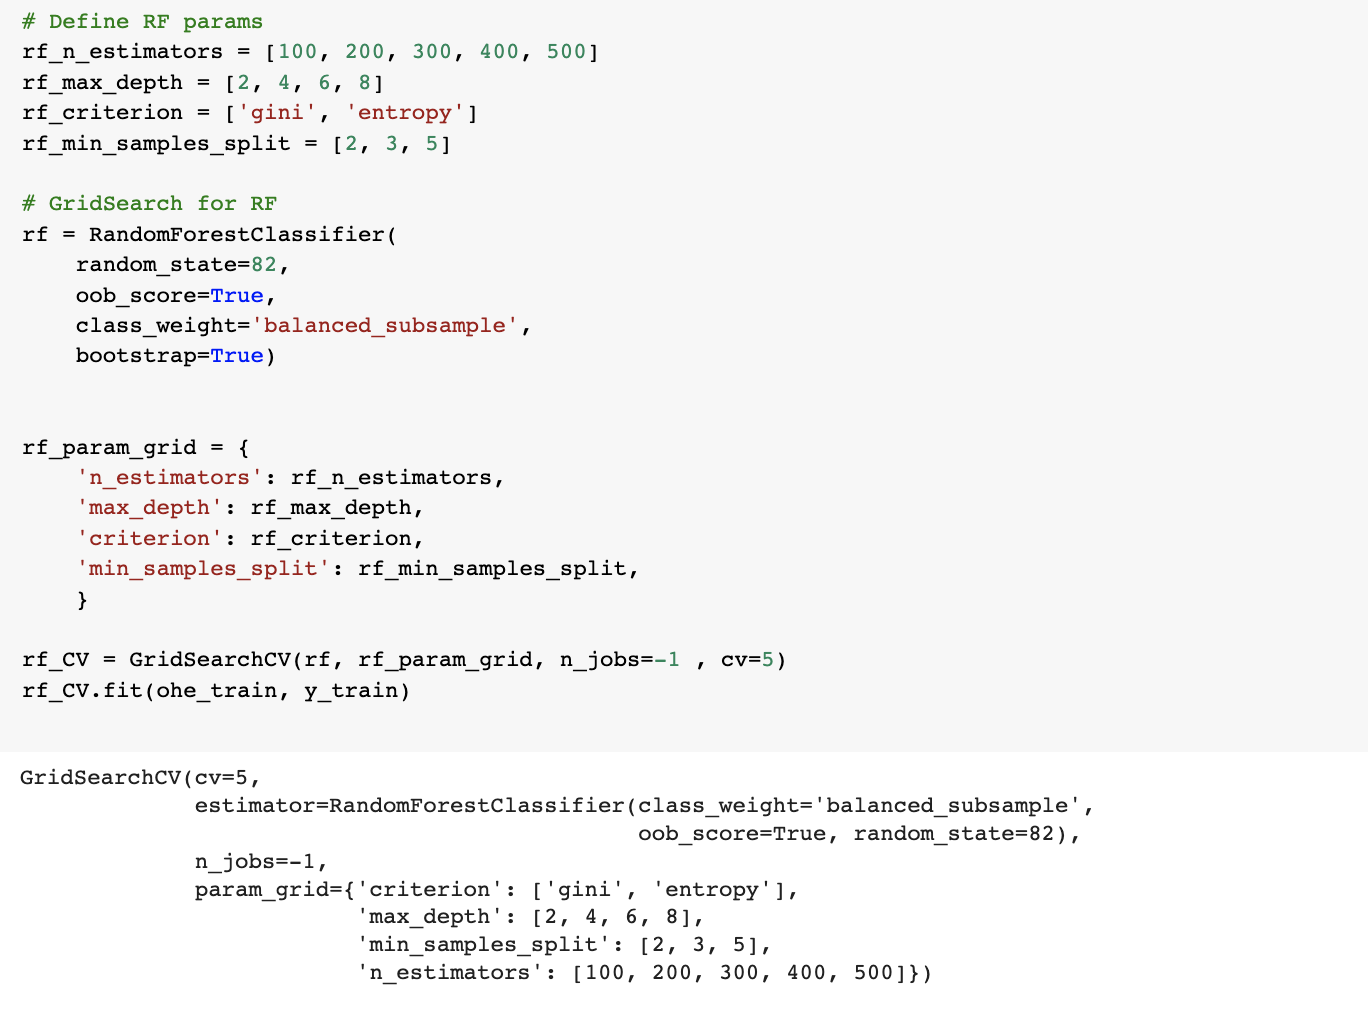 # Define RF params
rf_n_estimators = [100, 200, 300, 400, 500]
rf_max_depth = [2, 4, 6, 8]
rf_criterion = ['gini', 'entropy']
rf_min_samples_split = [2, 3, 5]

# GridSearch for RF
rf = RandomForestClassifier(
    random_state=82,
    oob_score=True,
    class_weight='balanced_subsample',
    bootstrap=True)

rf_param_grid = {
    'n_estimators': rf_n_estimators,
    'max_depth': rf_max_depth,
    'criterion': rf_criterion,
    'min_samples_split': rf_min_samples_split,
    }

rf_CV = GridSearchCV(rf, rf_param_grid, n_jobs=-1 , cv=5)
rf_CV.fit(ohe_train, y_train)

GridSearchCV(cv=5,
             estimator=RandomForestClassifier(class_weight='balanced_subsample',
                                              oob_score=True, random_state=82),
             n_jobs=-1,
             param_grid={'criterion': ['gini', 'entropy'],
                         'max_depth': [2, 4, 6, 8],
                         'min_samples_split': [2, 3, 5],
                         'n_estimators': [100, 200, 300, 400, 500]})